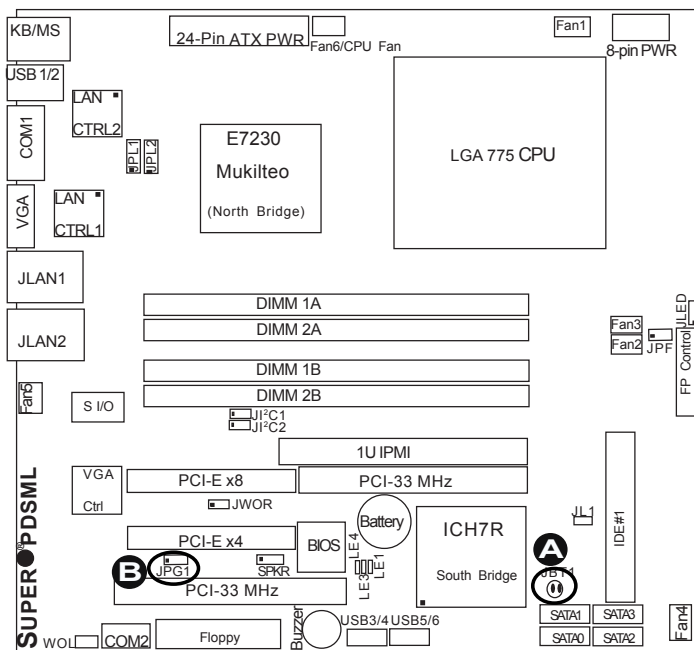 KB/MS
24-Pin ATX PWR
Fan6/CPU Fan
Fan1
8-pin PWR
USB 1/2
LAN
CTRL2
COM1
JPL1
JPL2
E7230
Mukilteo
(North Bridge)
LGA 775 CPU
VGA
LAN
CTRL1
JLAN1
JLAN2
DIMM 1A
DIMM 2A
DIMM 1B
DIMM 2B
JLED
Fan3
Fan2
JPF
FP Control
Fan5
S I/O
JI²C1
JI²C2
1U IPMI
VGA
Ctrl
PCI-E x8
PCI-33 MHz
JWOR
Battery
ICH7R
South Bridge
JL1
IDE#1
PCI-E x4
BIOS
LE4
LE3
LE1
A
JBT1
B
JPG1
SPKR
PCI-33 MHz
SUPER ® PDSML
WOL
COM2
Floppy
Buzzer
USB3/4
USB5/6
SATA1
SATA3
SATA0
SATA2
Fan4